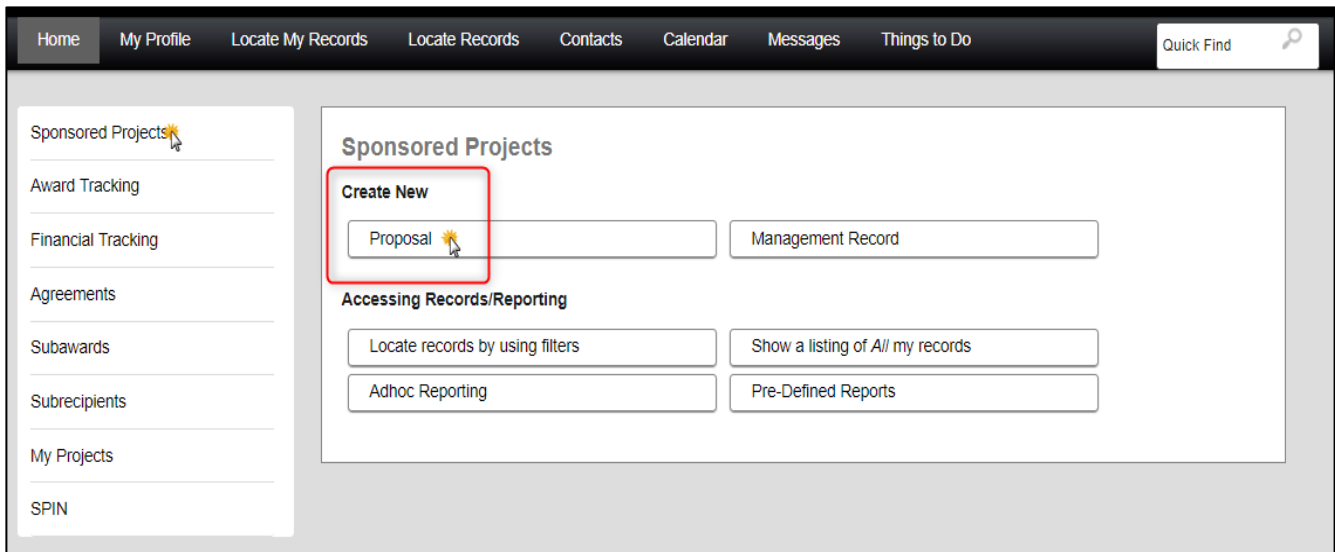 Home My Profile Locate My Records Locate Records Contacts Calendar Messages Things to Do Quick Find
Sponsored Projects
Award Tracking
Financial Tracking
Agreements
Subawards
Subrecipients
My Projects
SPIN
Sponsored Projects
Create New
Proposal Management Record
Accessing Records/Reporting
Locate records by using filters Show a listing of All my records
Adhoc Reporting Pre-Defined Reports